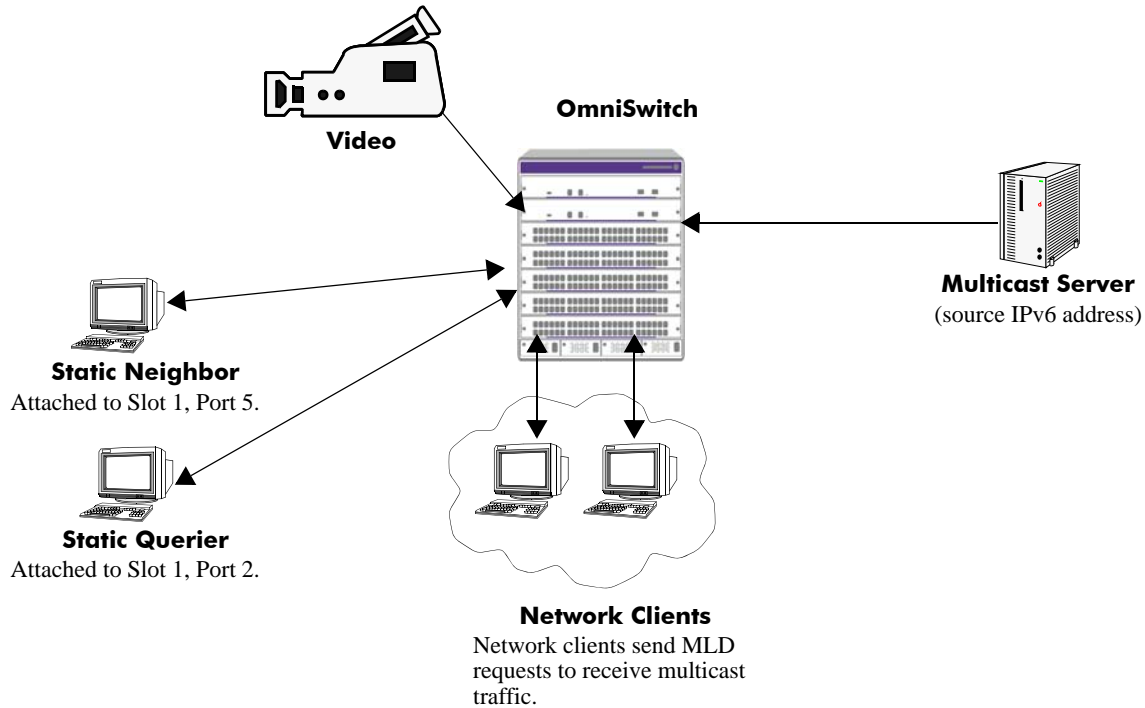 OmniSwitch
Video
Multicast Server
(source IPv6 address)
Static Neighbor
Attached to Slot 1, Port 5.
Static Querier
Attached to Slot 1, Port 2.
Network Clients
Network clients send MLD
requests to receive multicast
traffic.